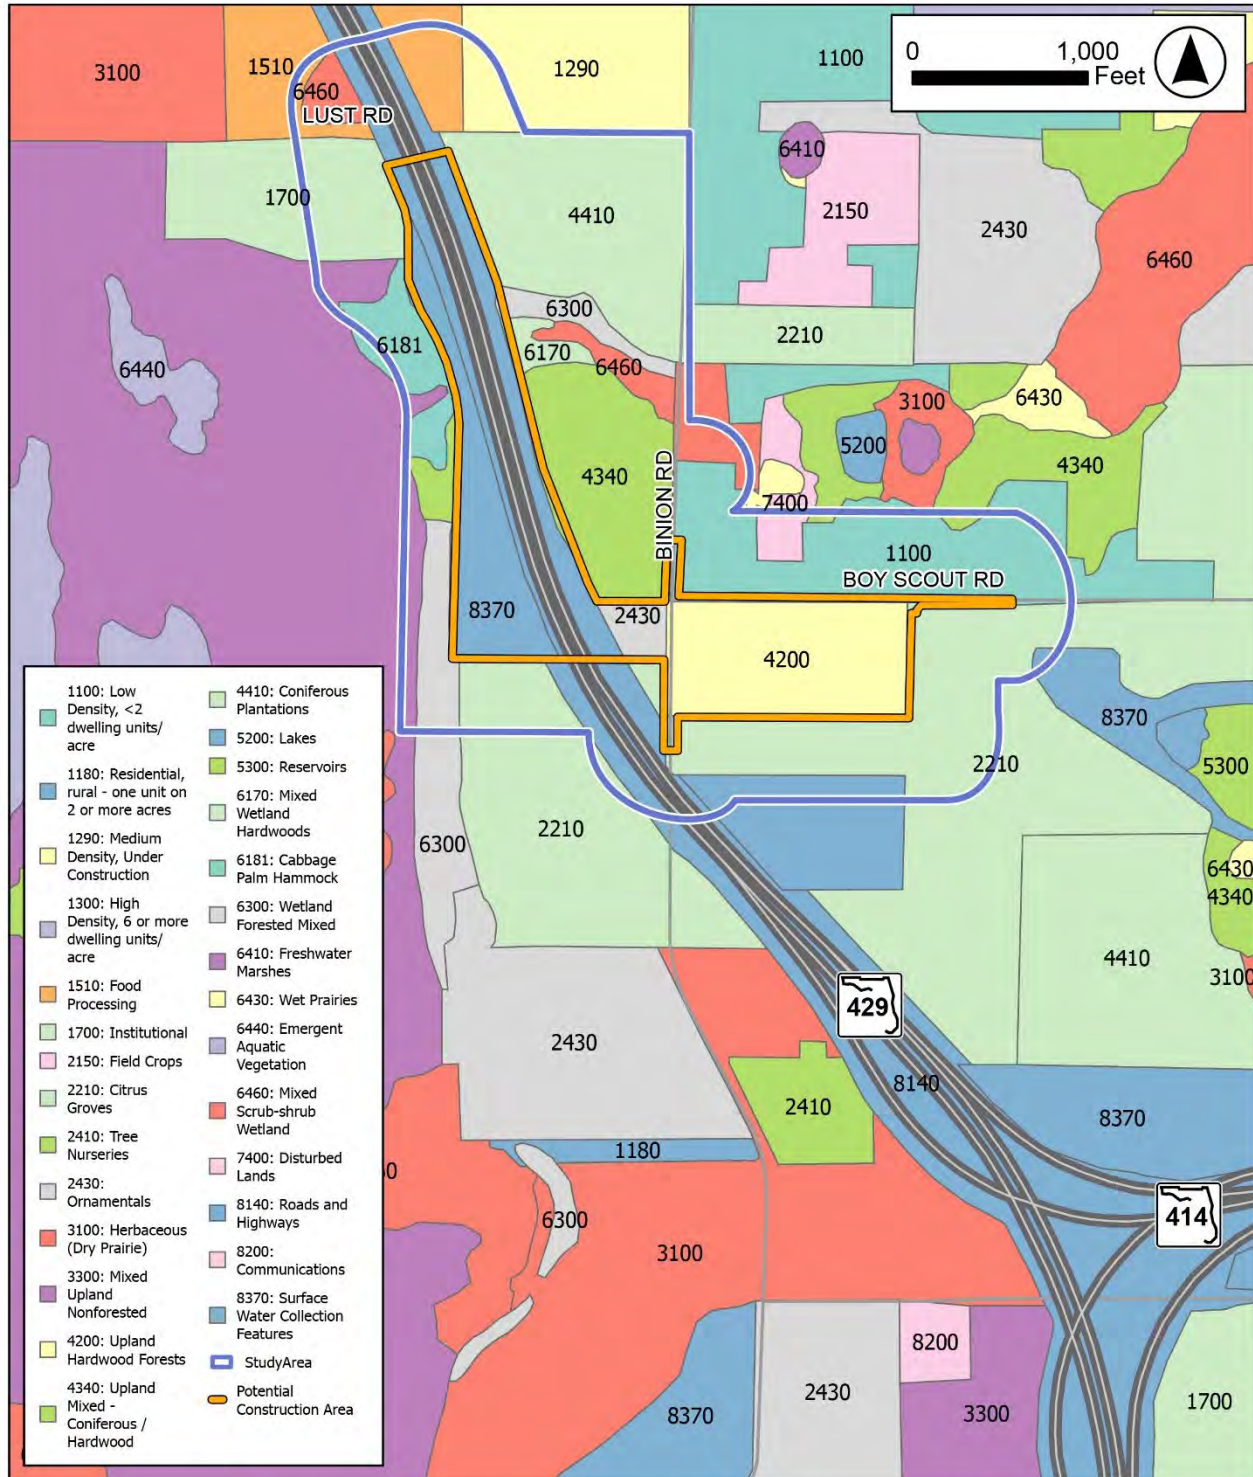 0 1,000
Feet
3100
1510
1290
1100
6460
LUST RD
6410
1700
4410
2150
2430
6460
6300
2210
6181
6170
6460
6440
3100
6430
5200
4340
4340
BINION RD
7400
1100
BOY SCOUT RD
8370
2430
4200
8370
2210
5300
2210
6300
6430
4340
4410
3100
429
2430
8140
2410
8370
1180
414
6300
3100
8200
2430
8370
3300
1700
1100: Low
Density, <2
dwelling units/
acre
1180: Residential,
rural - one unit on
2 or more acres
1290: Medium
Density, Under
Construction
1300: High
Density, 6 or more
dwelling units/
acre
1510: Food
Processing
1700: Institutional
2150: Field Crops
2210: Citrus
Groves
2410: Tree
Nurseries
2430:
Ornamentals
3100: Herbaceous
(Dry Prairie)
3300: Mixed
Upland
Nonforested
4200: Upland
Hardwood Forests
4340: Upland
Mixed -
Coniferous /
Hardwood
4410: Coniferous
Plantations
5200: Lakes
5300: Reservoirs
6170: Mixed
Wetland
Hardwoods
6181: Cabbage
Palm Hammock
6300: Wetland
Forested Mixed
6410: Freshwater
Marshes
6430: Wet Prairies
6440: Emergent
Aquatic
Vegetation
6460: Mixed
Scrub-shrub
Wetland
7400: Disturbed
Lands
8140: Roads and
Highways
8200:
Communications
8370: Surface
Water Collection
Features
StudyArea
Potential
Construction Area